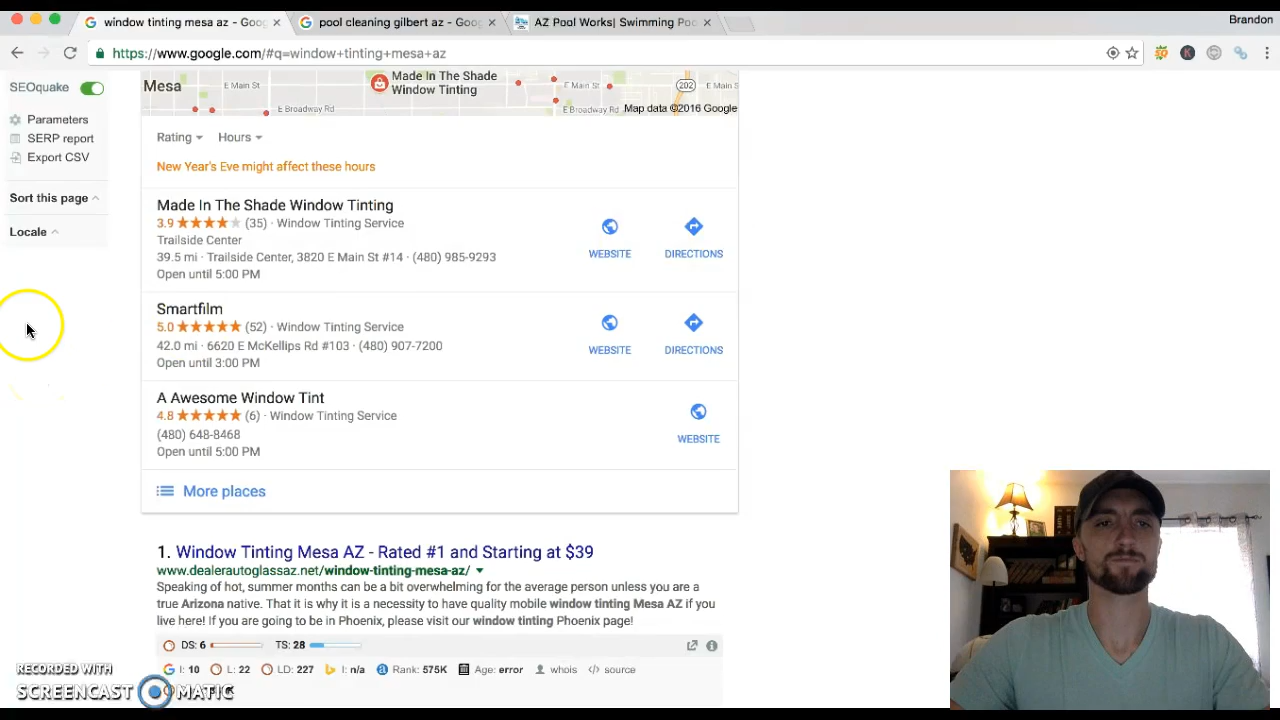 window tinting mesa az - Goo
pool cleaning gilbert az - Goog
AZ Pool Works| Swimming Poo
Brandon
https://www.google.com/#q=window+tinting+mesa+az
SEOquake
Parameters
SERP report
Export CSV
Sort this page
Locale
Mesa
E Main St
E Main St
E Broadway Rd
Made In The Shade
Window Tinting
E Main S
202
E Broadway Rd
Map data ©2016 Google
Rating Hours
New Year's Eve might affect these hours
Made In The Shade Window Tinting
3.9 (35) · Window Tinting Service
Trailside Center
39.5 mi · Trailside Center, 3820 E Main St #14 · (480) 985-9293
Open until 5:00 PM
WEBSITE DIRECTIONS
Smartfilm
5.0 (52) · Window Tinting Service
42.0 mi · 6620 E McKellips Rd #103 · (480) 907-7200
Open until 3:00 PM
WEBSITE DIRECTIONS
A Awesome Window Tint
4.8 (6) · Window Tinting Service
(480) 648-8468
Open until 5:00 PM
WEBSITE
More places
1. Window Tinting Mesa AZ - Rated #1 and Starting at $39
www.dealerautoglassaz.net/window-tinting-mesa-az/
Speaking of hot, summer months can be a bit overwhelming for the average person unless you are a
true Arizona native. That it is why it is a necessity to have quality mobile window tinting Mesa AZ if you
live here! If you are going to be in Phoenix, please visit our window tinting Phoenix page!
DS: 6 TS: 28
I: 10 L: 22 LD: 227 I: n/a Rank: 575K Age: error whois </> source
RECORDED WITH
SCREENCAST MATIC